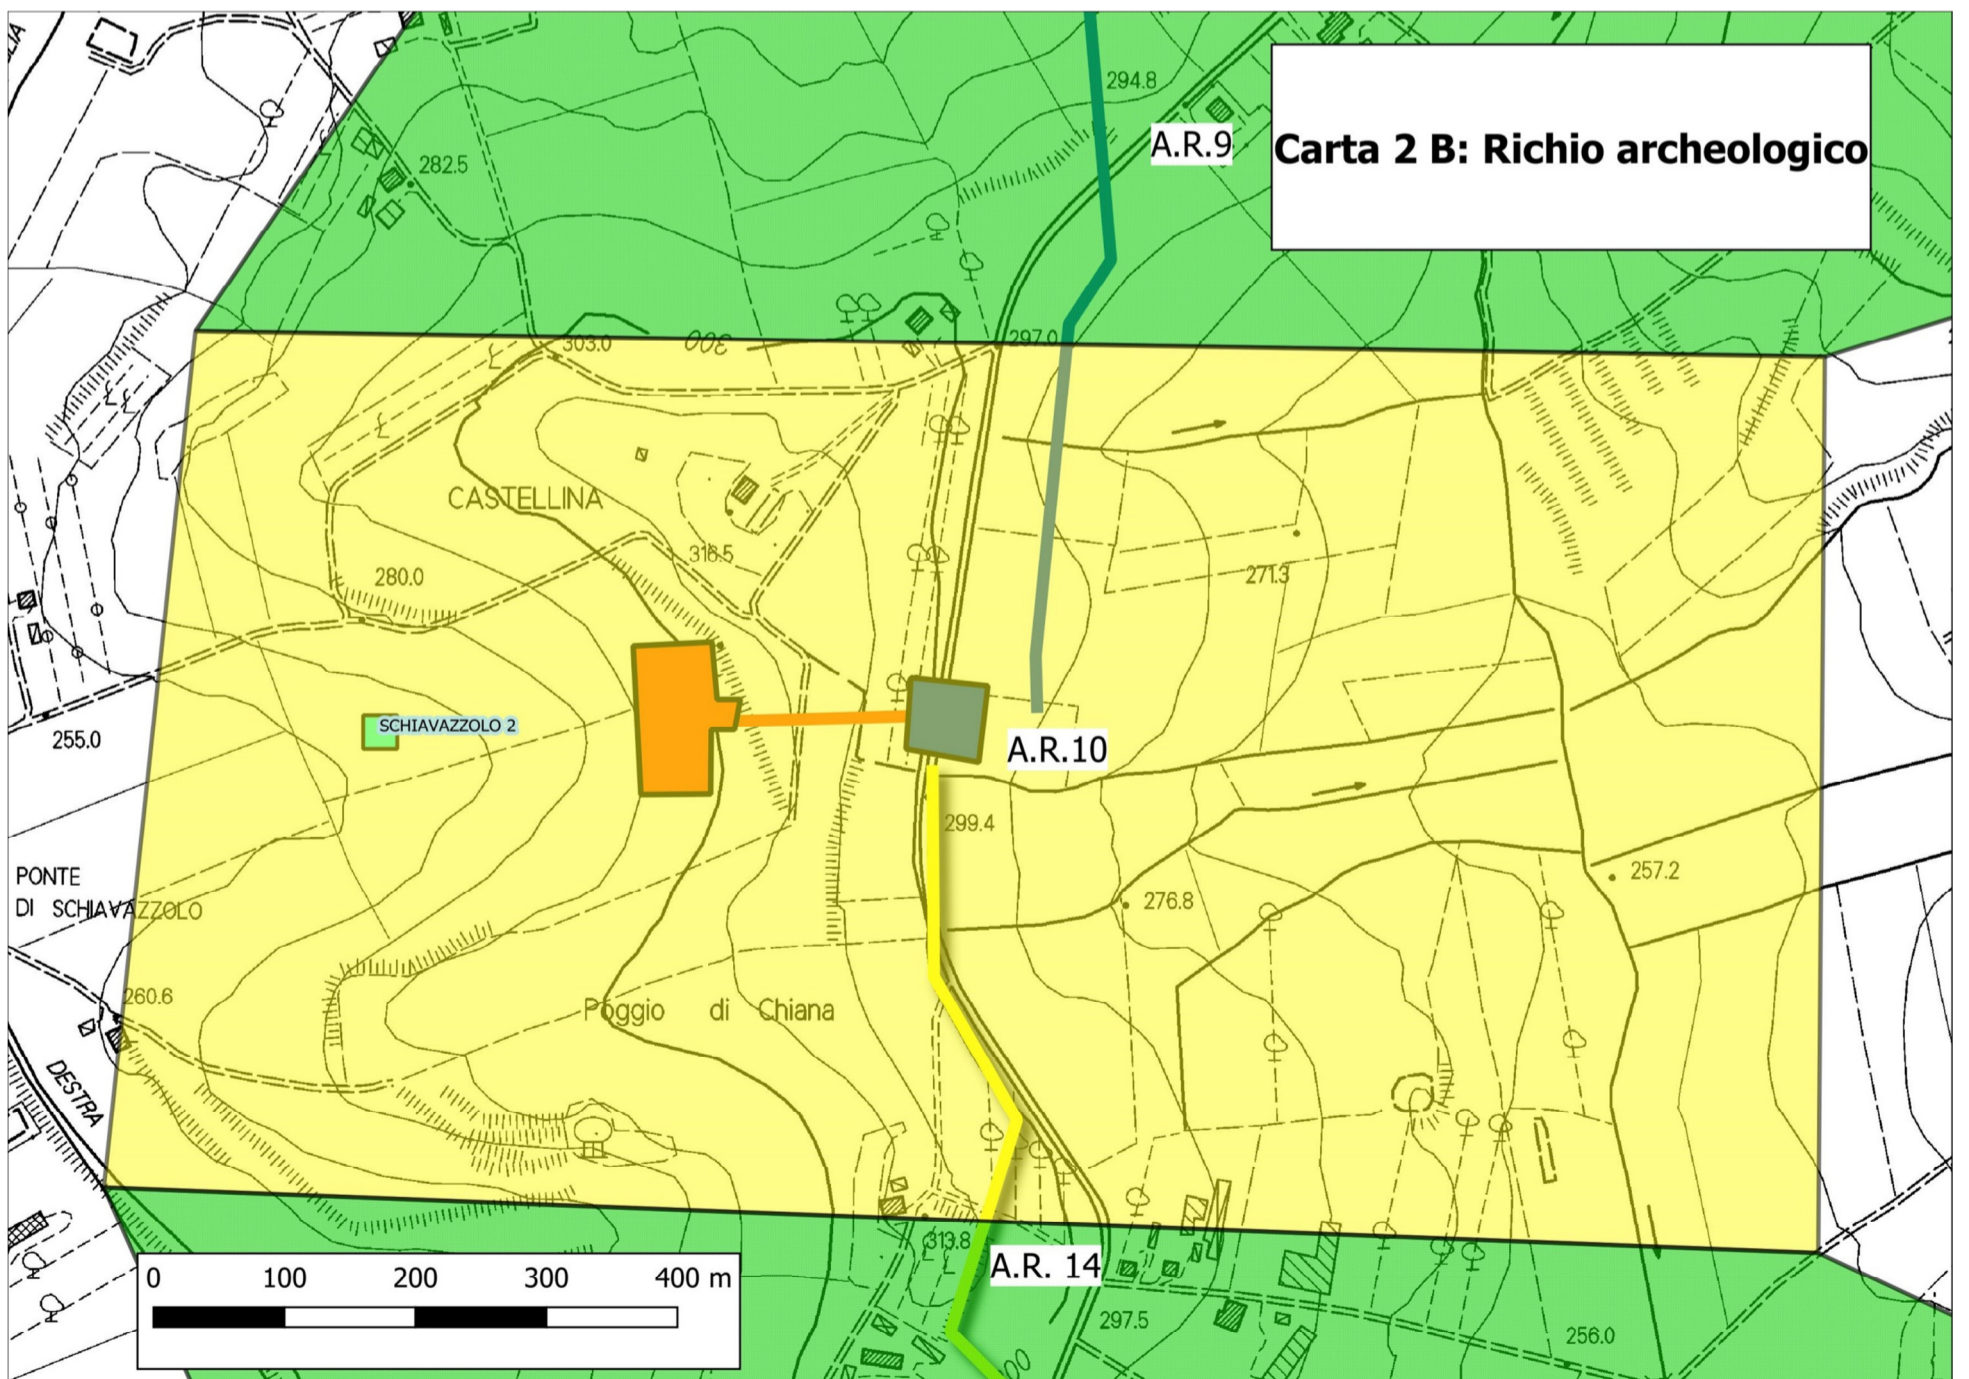 294.8
A.R.9
Carta 2 B: Richio archeologico
282.5
303.0
300
297.0
CASTELLINA
316.5
280.0
271.3
SCHIAVAZZOLO 2
255.0
A.R.10
299.4
PONTE
DI SCHIAVAZZOLO
257.2
276.8
260.6
Poggio di Chiana
DESTRA
313.8
A.R. 14
0 100 200 300 400 m
297.5
256.0